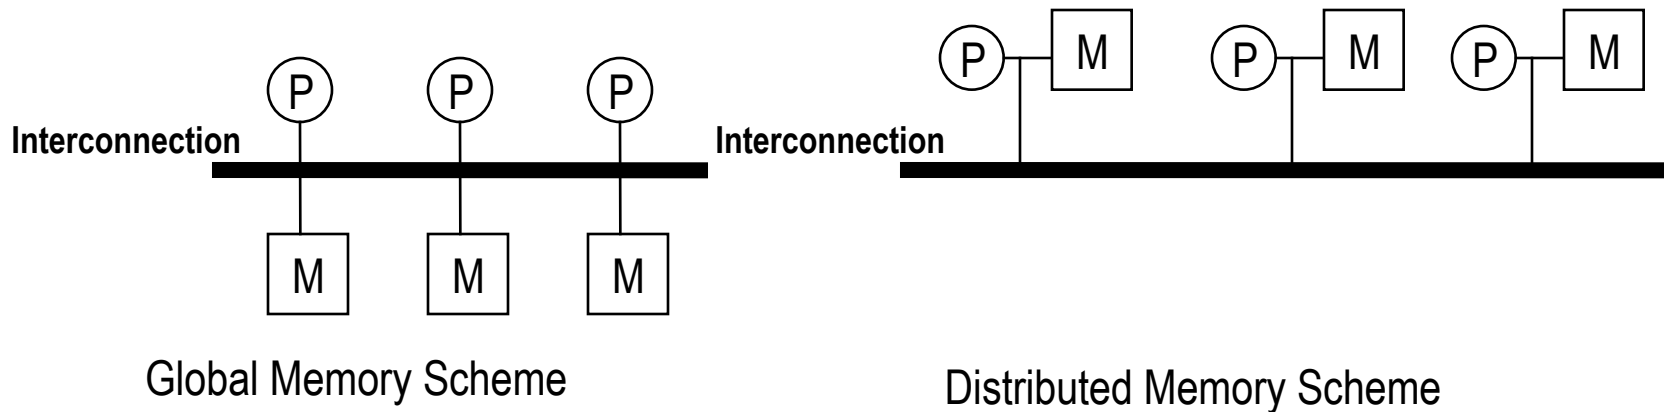 P P P
Interconnection
M M M
Global Memory Scheme
P M P M P M
Interconnection
Distributed Memory Scheme